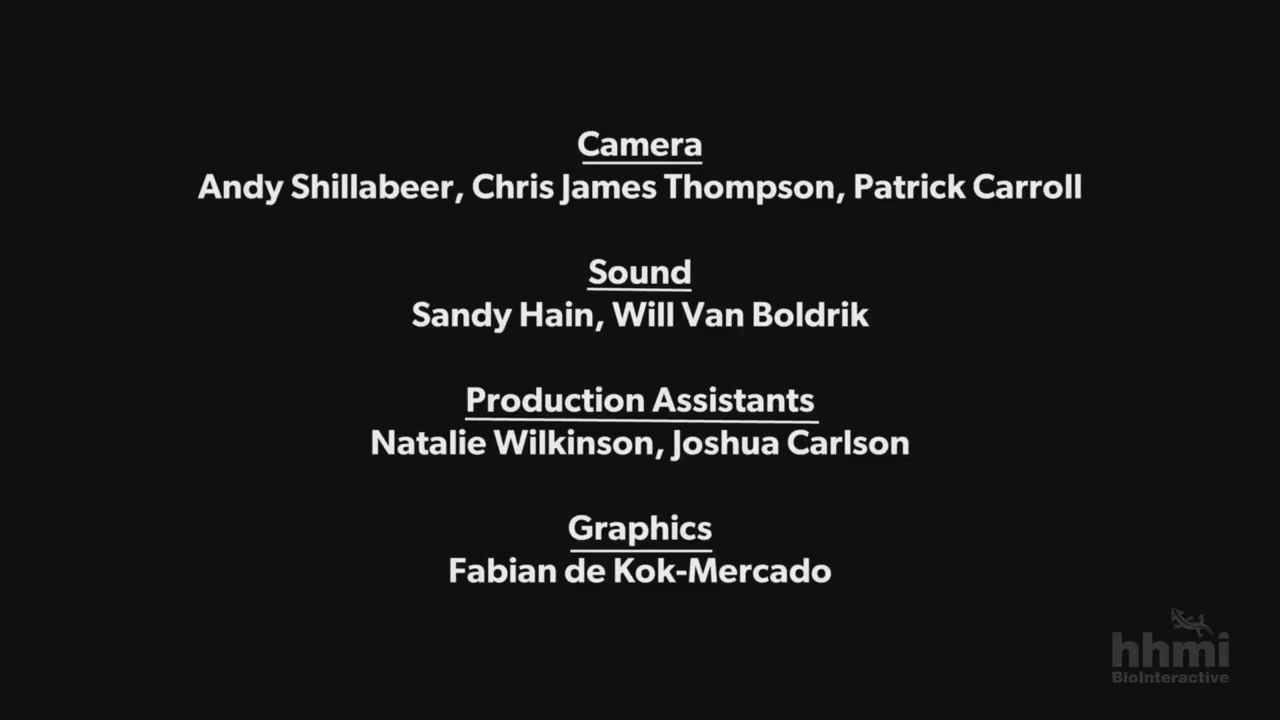 Camera
Andy Shillabeer, Chris James Thompson, Patrick Carroll
Sound
Sandy Hain, Will Van Boldrik
Production Assistants
Natalie Wilkinson, Joshua Carlson
Graphics
Fabian de Kok-Mercado
hhmi
BioInteractive